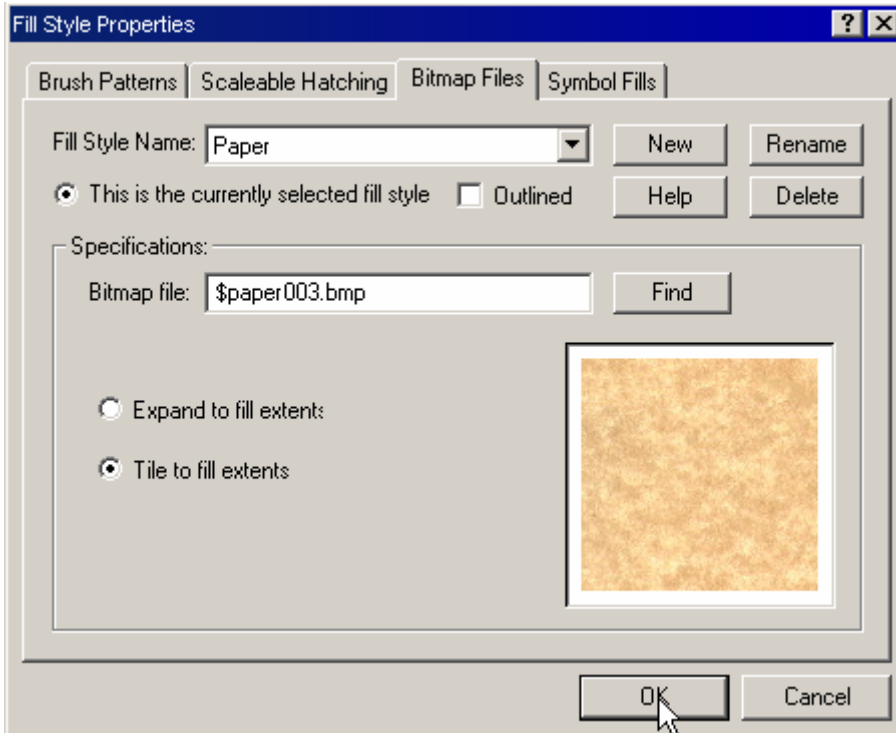 Fill Style Properties
Brush Patterns Scaleable Hatching Bitmap Files Symbol Fills
Fill Style Name: Paper New Rename
This is the currently selected fill style Outlined Help Delete
Specifications:
Bitmap file: $paper003.bmp Find
Expand to fill extents
Tile to fill extents
OK Cancel